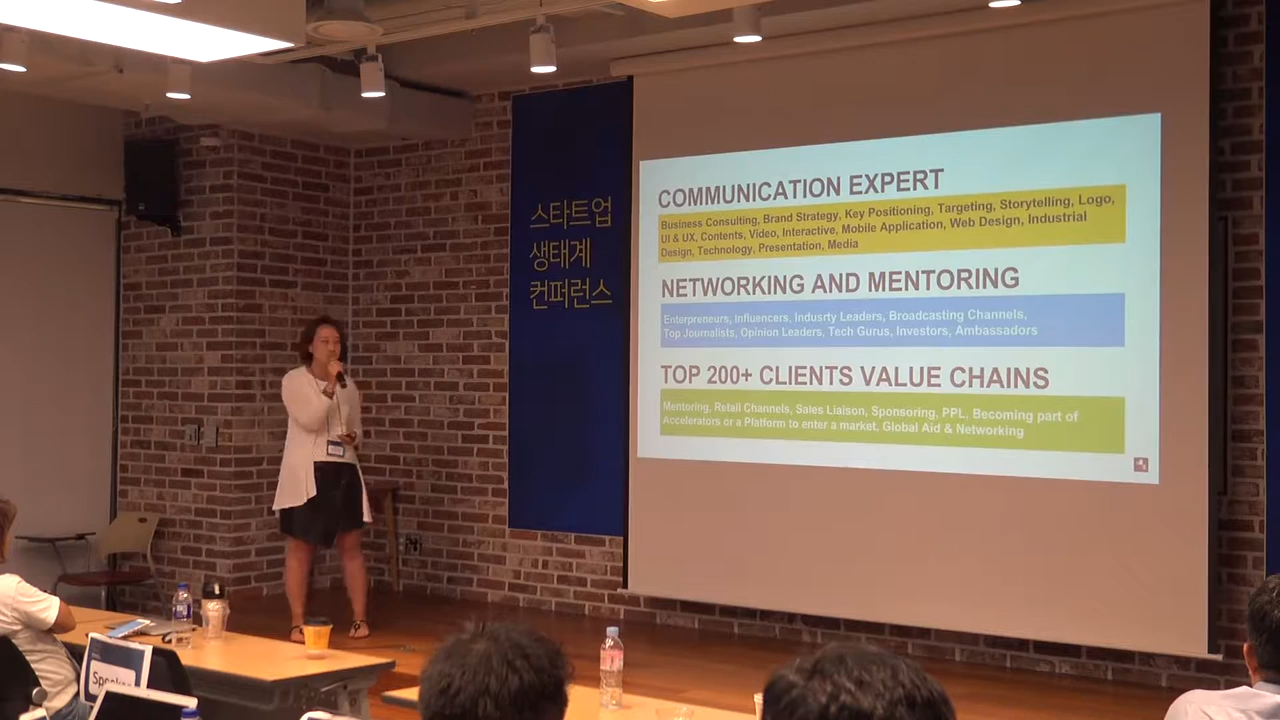 스타트업
생태계
컨퍼런스
COMMUNICATION EXPERT
Business Consulting, Brand Strategy, Key Positioning, Targeting, Storytelling, Logo,
UI & UX, Contents, Video, Interactive, Mobile Application, Web Design, Industrial
Design, Technology, Presentation, Media
NETWORKING AND MENTORING
Enterpreneurs, Influencers, Indusrty Leaders, Broadcasting Channels,
Top Journalists, Opinion Leaders, Tech Gurus, Investors, Ambassadors
TOP 200+ CLIENTS VALUE CHAINS
Mentoring, Retail Channels, Sales Liaison, Sponsoring, PPL, Becoming part of
Accelerators or a Platform to enter a market, Global Aid & Networking